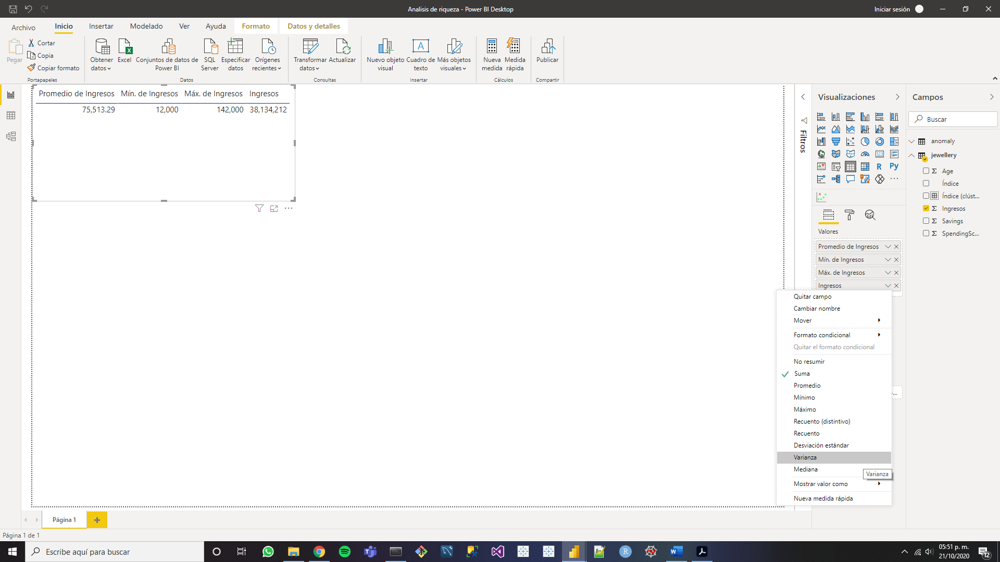 Analisis de riqueza - Power BI Desktop
Iniciar sesión
Archivo
Inicio
Insertar
Modelado
Ver
Ayuda
Formato
Datos y detalles
Pegar
Cortar
Copia
Copiar formato
Portapapeles
Obtener
datos
Excel
Conjuntos de datos de
Power BI
SQL
Server
Especificar
datos
Orígenes
recientes
Datos
Transformar
datos
Actualizar
Consultas
Nuevo objeto
visual
Cuadro de
texto
Más objetos
visuales
Insertar
Nueva
medida
Medida
rápida
Cálculos
Publicar
Compartir
Promedio de Ingresos Mín. de Ingresos Máx. de Ingresos Ingresos
75,513.29 12,000 142,000 38,134,212
Filtros
Visualizaciones
R
Py
Valores
Promedio de Ingresos
Mín. de Ingresos
Máx. de Ingresos
Ingresos
Quitar campo
Cambiar nombre
Mover
Formato condicional
Quitar el formato condicional
No resumir
Suma
Promedio
Mínimo
Máximo
Recuento (distintivo)
Recuento
Desviación estándar
Varianza
Mediana
Varianza
Mostrar valor como
Nueva medida rápida
Campos
Buscar
anomaly
jewellery
Age
Índice
Índice (clúst...
Ingresos
Savings
SpendingSc...
Página 1
Página 1 de 1
Escribe aquí para buscar
05:51 p. m.
21/10/2020
12